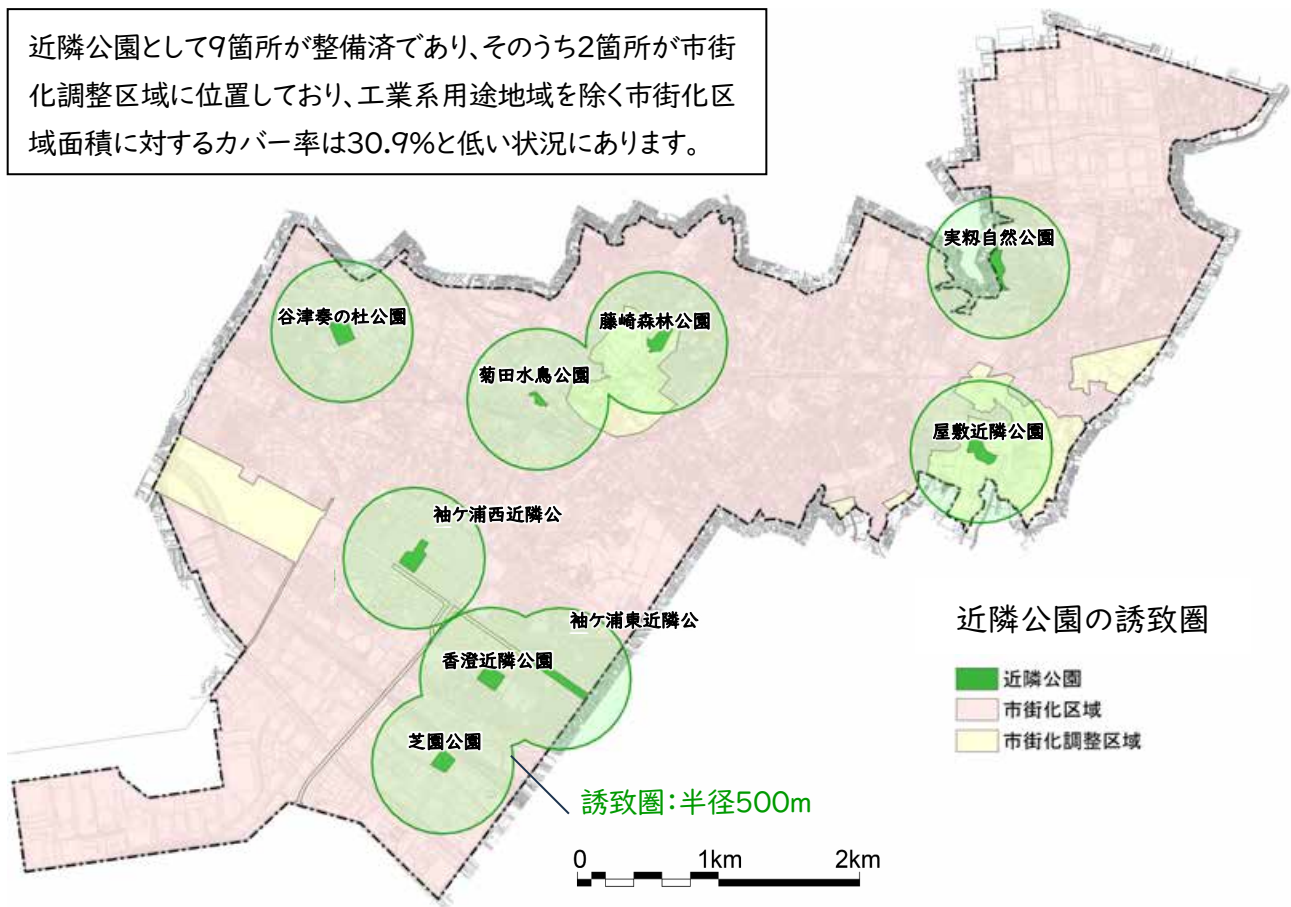 近隣公園として9箇所が整備済であり、そのうち2箇所が市街
化調整区域に位置しており、工業系用途地域を除く市街化区
域面積に対するカバー率は30.9%と低い状況にあります。
実籾自然公園
谷津奏の杜公園
藤崎森林公園
菊田水鳥公園
屋敷近隣公園
袖ケ浦西近隣公
袖ケ浦東近隣公
香澄近隣公園
芝園公園
誘致圏:半径500m
近隣公園の誘致圏
近隣公園
市街化区域
市街化調整区域
0 1km 2km